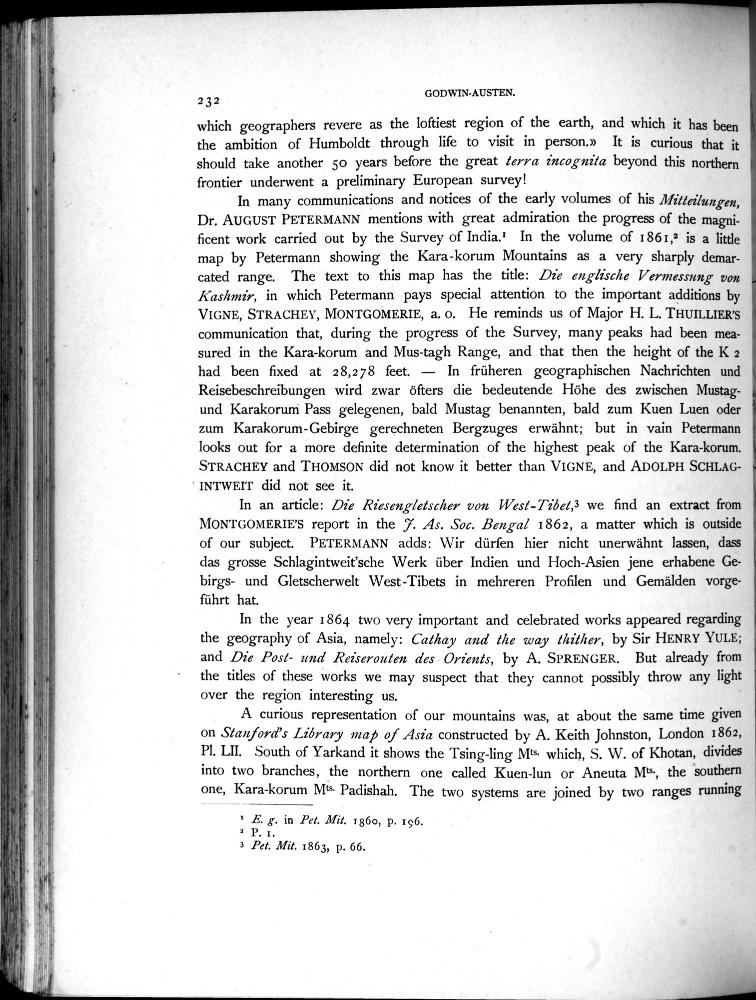 232
GODWIN-AUSTEN.
which geographers revere as the loftiest region of the earth, and which it has been
the ambition of Humboldt through life to visit in person.» It is curious that it
should take another 50 years before the great terra incognita beyond this northern
frontier underwent a preliminary European survey!
In many communications and notices of the early volumes of his Mitteilungen,
Dr. AUGUST PETERMANN mentions with great admiration the progress of the magni-
ficent work carried out by the Survey of India.¹ In the volume of 1861,² is a little
map by Petermann showing the Kara-korum Mountains as a very sharply demar-
cated range. The text to this map has the title: Die englische Vermessung von
Kashmir, in which Petermann pays special attention to the important additions by
VIGNE, STRACHEY, MONTGOMERIE, a. o. He reminds us of Major H. L. THUILLIER'S
communication that, during the progress of the Survey, many peaks had been mea-
sured in the Kara-korum and Mus-tagh Range, and that then the height of the K 2
had been fixed at 28,278 feet. — In früheren geographischen Nachrichten und
Reisebeschreibungen wird zwar öfters die bedeutende Höhe des zwischen Mustag-
und Karakorum Pass gelegenen, bald Mustag benannten, bald zum Kuen Luen oder
zum Karakorum-Gebirge gerechneten Bergzuges erwähnt; but in vain Petermann
looks out for a more definite determination of the highest peak of the Kara-korum.
STRACHEY and THOMSON did not know it better than VIGNE, and ADOLPH SCHLAG-
INTWEIT did not see it.
In an article: Die Riesengletscher von West-Tibet,³ we find an extract from
MONTGOMERIE'S report in the J. As. Soc. Bengal 1862, a matter which is outside
of our subject. PETERMANN adds: Wir dürfen hier nicht unerwähnt lassen, dass
das grosse Schlagintweit'sche Werk über Indien und Hoch-Asien jene erhabene Ge-
birgs- und Gletscherwelt West-Tibets in mehreren Profilen und Gemälden vorge-
führt hat.
In the year 1864 two very important and celebrated works appeared regarding
the geography of Asia, namely: Cathay and the way thither, by Sir HENRY YULE;
and Die Post- und Reiserouten des Orients, by A. SPRENGER. But already from
the titles of these works we may suspect that they cannot possibly throw any light
over the region interesting us.
A curious representation of our mountains was, at about the same time given
on Stanford's Library map of Asia constructed by A. Keith Johnston, London 1862,
Pl. LII. South of Yarkand it shows the Tsing-ling Mts. which, S. W. of Khotan, divides
into two branches, the northern one called Kuen-lun or Aneuta Mts., the southern
one, Kara-korum Mts. Padishah. The two systems are joined by two ranges running
¹ E. g. in Pet. Mit. 1860, p. 196.
² P. 1.
³ Pet. Mit. 1863, p. 66.